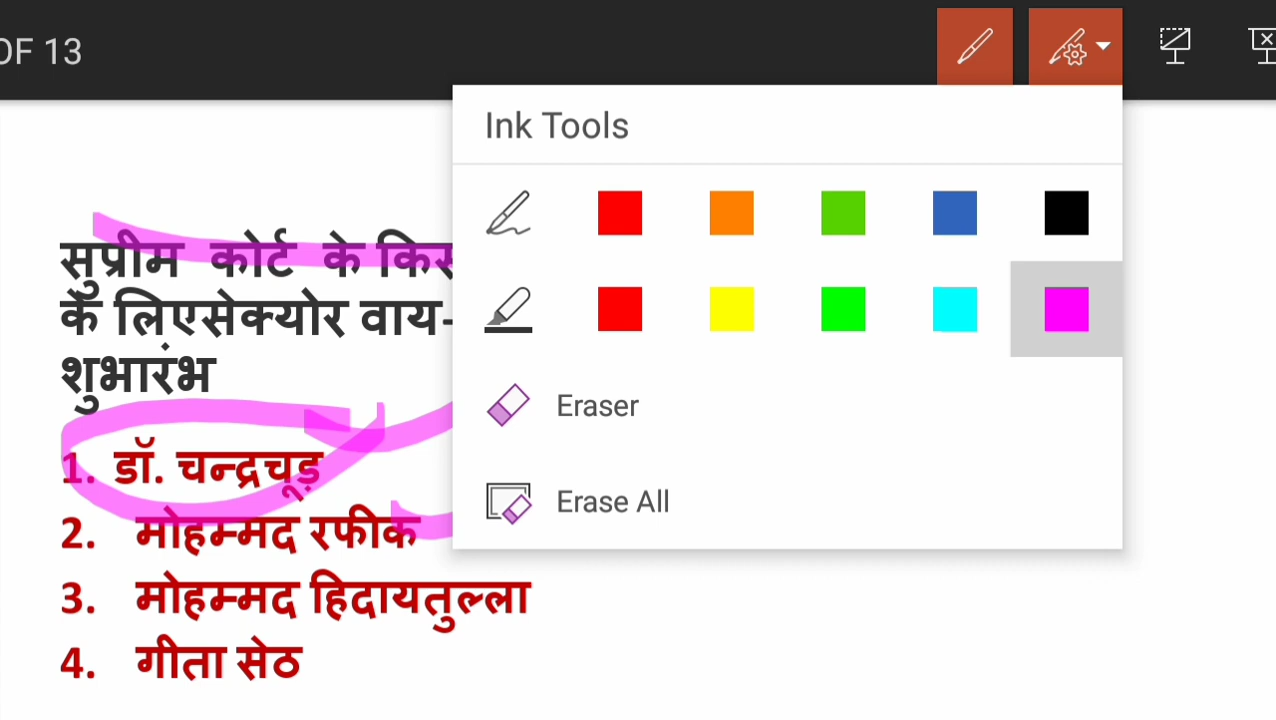 OF 13
Ink Tools
सुप्रीम कोर्ट के
के लिएसेक्योर वाय-
शुभारंभ
Eraser
1. डॉ. चन्द्रचूड़
Erase All
2. मोहम्मद रफीक
3. मोहम्मद हिदायतुल्ला
4. गीता सेठ